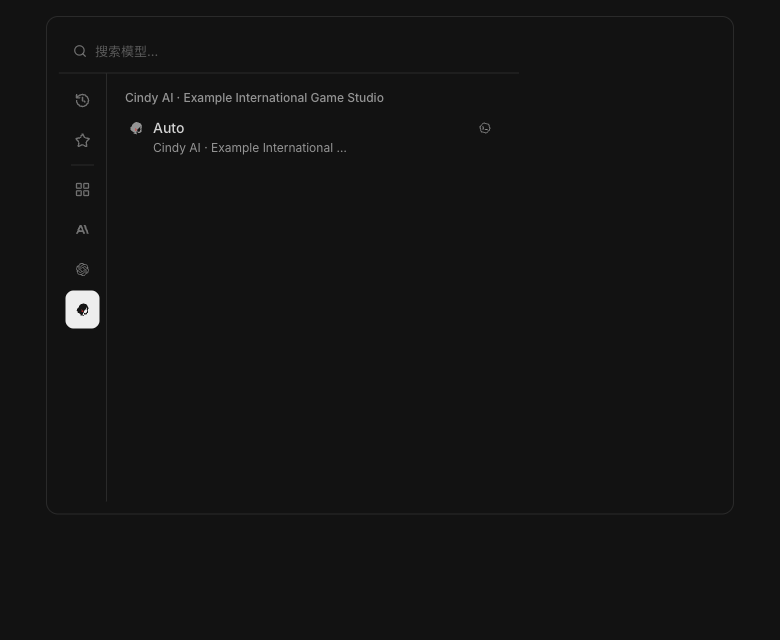 搜索模型...
Cindy AI · Example International Game Studio
Auto
Cindy AI · Example International ...